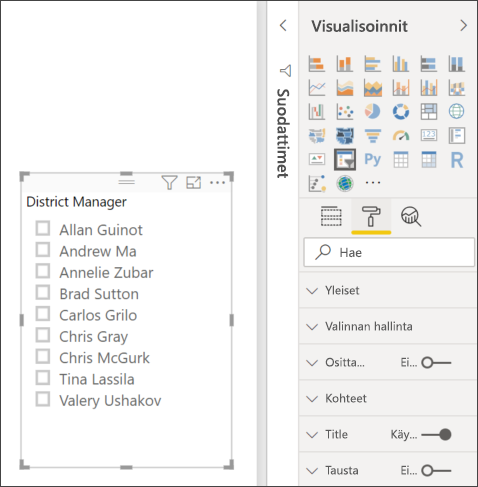 District Manager
Allan Guinot
Andrew Ma
Annelie Zubar
Brad Sutton
Carlos Grilo
Chris Gray
Chris McGurk
Tina Lassila
Valery Ushakov
Suodattimet
Visualisoinnit
123
Py
R
Hae
Yleiset
Valinnan hallinta
Ositta... Ei...
Kohteet
Title Käy...
Tausta Ei...